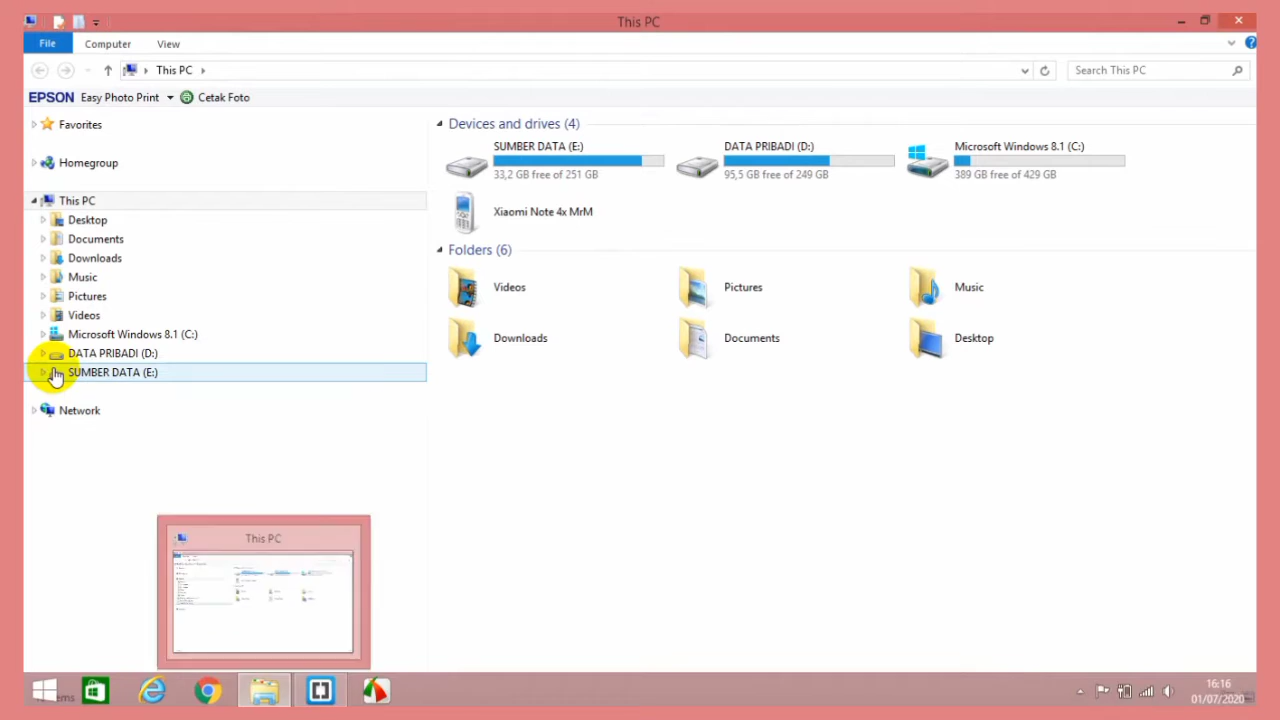 This PC
File Computer View
This PC
Search This PC
EPSON Easy Photo Print Cetak Foto
Favorites
Homegroup
This PC
Desktop
Documents
Downloads
Music
Pictures
Videos
Microsoft Windows 8.1 (C:)
DATA PRIBADI (D:)
SUMBER DATA (E:)
Network
Devices and drives (4)
SUMBER DATA (E:)
33,2 GB free of 251 GB
DATA PRIBADI (D:)
95,5 GB free of 249 GB
Microsoft Windows 8.1 (C:)
389 GB free of 429 GB
Xiaomi Note 4x MrM
Folders (6)
Videos
Pictures
Music
Downloads
Documents
Desktop
This PC
16:16
01/07/2020